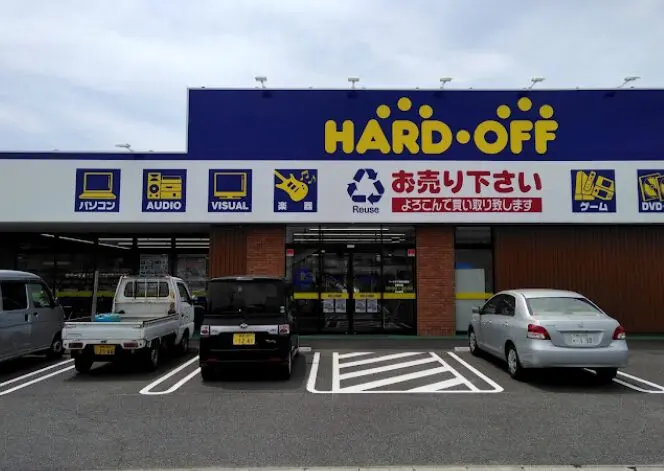 HARD・OFF
パソコン
AUDIO
VISUAL
楽器
Reuse
お売り下さい
よろこんで買い取り致します
ゲーム
DVD